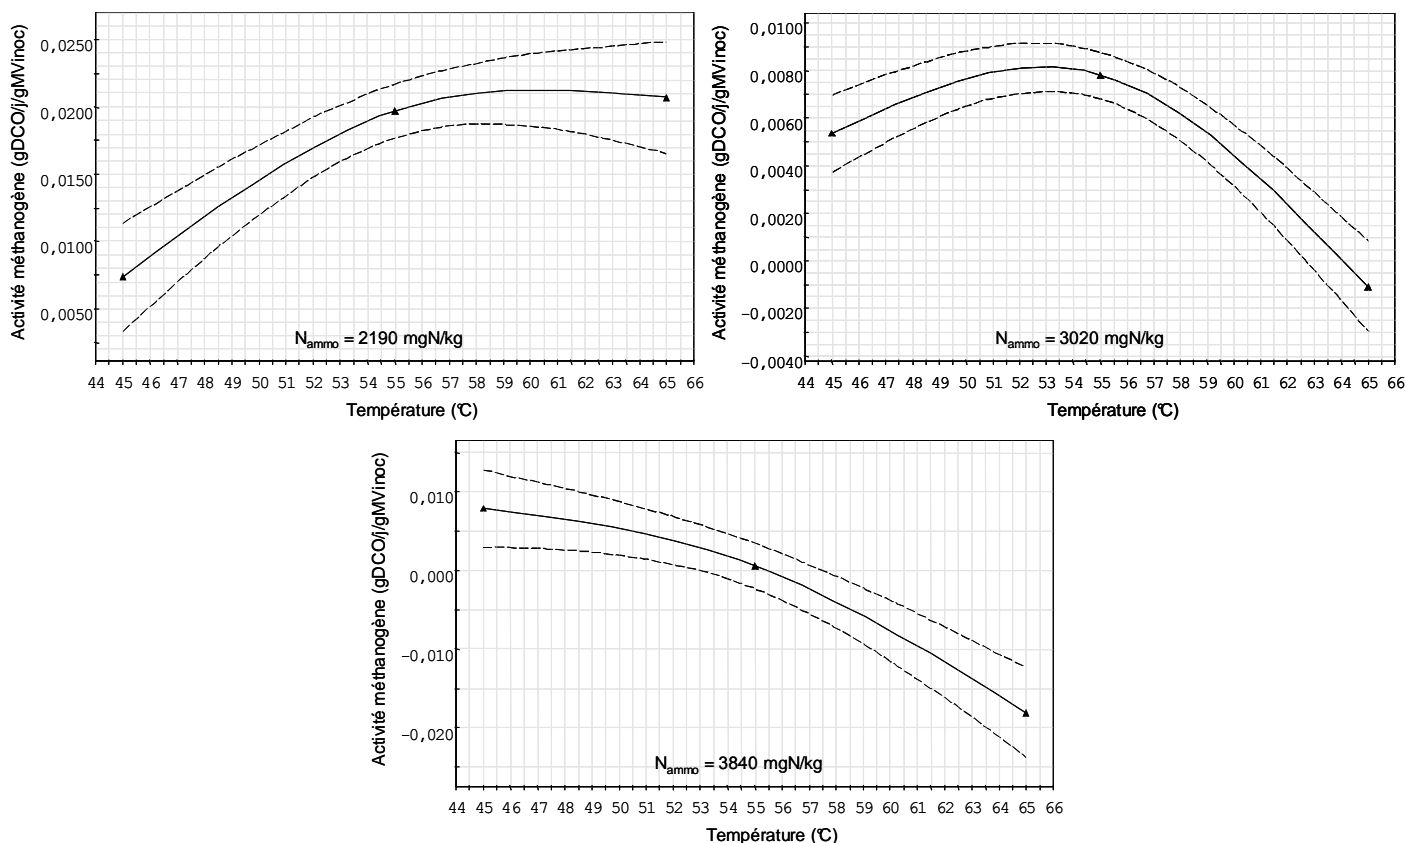 Activité méthanogène (gDCO/j/gMVinoc)
0,0250
0,0200
0,0150
0,0100
0,0050
N_ammo = 2190 mgN/kg
44 45 46 47 48 49 50 51 52 53 54 55 56 57 58 59 60 61 62 63 64 65 66
Température (°C)
Activité méthanogène (gDCO/j/gMVinoc)
0,0100
0,0080
0,0060
0,0040
0,0020
0,0000
−0,0020
−0,0040
N_ammo = 3020 mgN/kg
44 45 46 47 48 49 50 51 52 53 54 55 56 57 58 59 60 61 62 63 64 65 66
Température (°C)
Activité méthanogène (gDCO/j/gMVinoc)
0,010
0,000
−0,010
−0,020
N_ammo = 3840 mgN/kg
44 45 46 47 48 49 50 51 52 53 54 55 56 57 58 59 60 61 62 63 64 65 66
Température (°C)